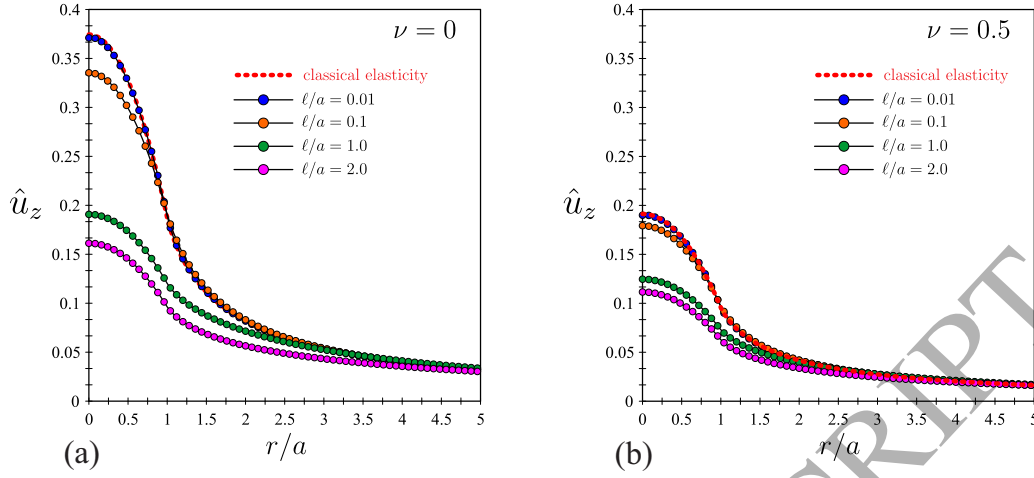 ν = 0
classical elasticity
ℓ/a = 0.01
ℓ/a = 0.1
ℓ/a = 1.0
ℓ/a = 2.0
0.4
0.35
0.3
0.25
0.2
0.15
0.1
0.05
0
û_z
0 0.5 1 1.5 2 2.5 3 3.5 4 4.5 5
r/a
(a)
ν = 0.5
classical elasticity
ℓ/a = 0.01
ℓ/a = 0.1
ℓ/a = 1.0
ℓ/a = 2.0
0.4
0.35
0.3
0.25
0.2
0.15
0.1
0.05
0
û_z
0 0.5 1 1.5 2 2.5 3 3.5 4 4.5 5
r/a
(b)
CRIPT